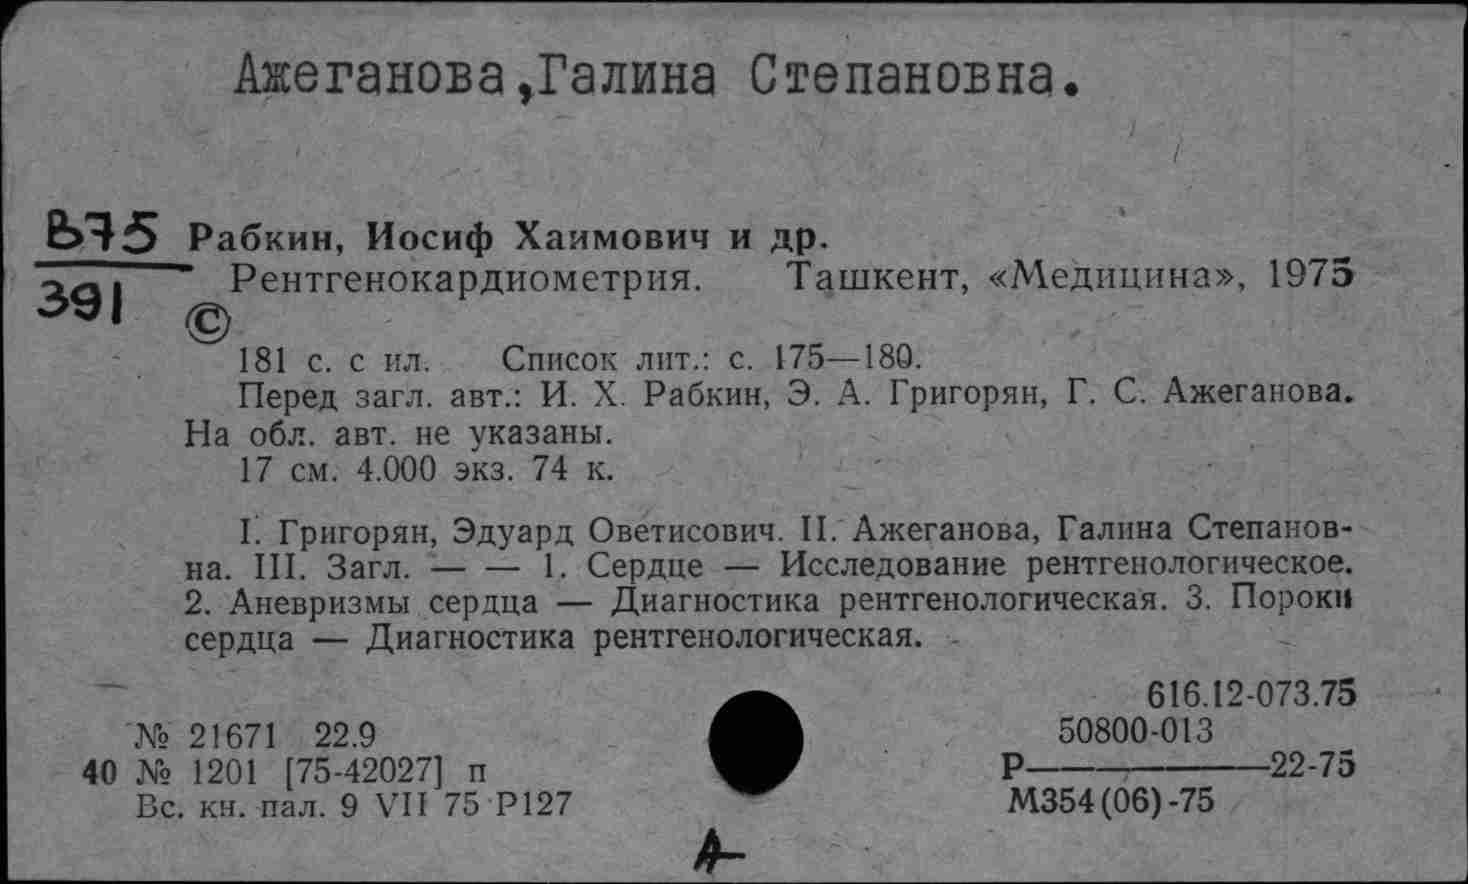 Ажеганова,Галина Степановна.
Ь75 Рабкин, Иосиф Хаимович и др.
391 Рентгенокардиометрия. Ташкент, «Медицина», 1975
©
181 с. с ил. Список лит.: с. 175—180.
Перед загл. авт.: И. Х. Рабкин, Э. А. Григорян, Г. С. Ажеганова.
На обл. авт. не указаны.
17 см. 4.000 экз. 74 к.
I. Григорян, Эдуард Оветисович. II. Ажеганова, Галина Степанов-
на. III. Загл. — — 1. Сердце — Исследование рентгенологическое.
2. Аневризмы сердца — Диагностика рентгенологическая. 3. Пороки
сердца — Диагностика рентгенологическая.
616.12-073.75
№ 21671 22.9 50800-013
40 № 1201 [75-42027] п Р—————22-75
Вс. кн. пал. 9 VII 75 Р127 М354(06)-75
А-